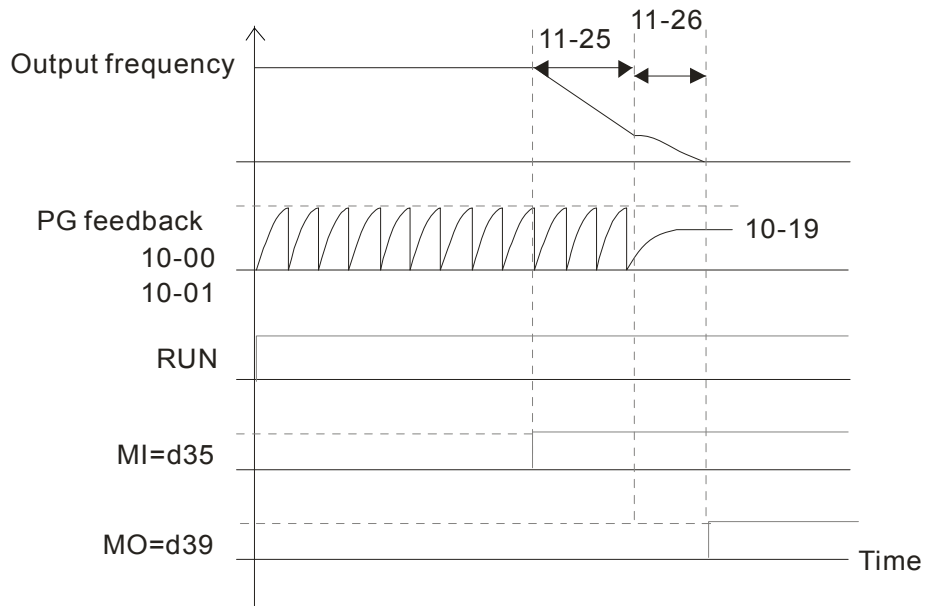 11-26
11-25
Output frequency
PG feedback
10-19
10-00
10-01
RUN
MI=d35
MO=d39
Time